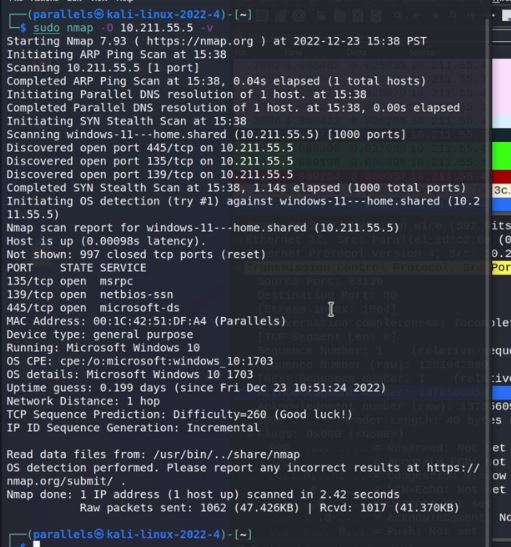 ┌──(parallels㉿kali-linux-2022-4)-[~]
└─$ sudo nmap -O 10.211.55.5 -v
Starting Nmap 7.93 ( https://nmap.org ) at 2022-12-23 15:38 PST
Initiating ARP Ping Scan at 15:38
Scanning 10.211.55.5 [1 port]
Completed ARP Ping Scan at 15:38, 0.04s elapsed (1 total hosts)
Initiating Parallel DNS resolution of 1 host. at 15:38
Completed Parallel DNS resolution of 1 host. at 15:38, 0.00s elapsed
Initiating SYN Stealth Scan at 15:38
Scanning windows-11---home.shared (10.211.55.5) [1000 ports]
Discovered open port 445/tcp on 10.211.55.5
Discovered open port 135/tcp on 10.211.55.5
Discovered open port 139/tcp on 10.211.55.5
Completed SYN Stealth Scan at 15:38, 1.14s elapsed (1000 total ports)
Initiating OS detection (try #1) against windows-11---home.shared (10.2
11.55.5)
Nmap scan report for windows-11---home.shared (10.211.55.5)
Host is up (0.00098s latency).
Not shown: 997 closed tcp ports (reset)
PORT    STATE SERVICE
135/tcp open  msrpc
139/tcp open  netbios-ssn
445/tcp open  microsoft-ds
MAC Address: 00:1C:42:51:DF:A4 (Parallels)
Device type: general purpose
Running: Microsoft Windows 10
OS CPE: cpe:/o:microsoft:windows_10:1703
OS details: Microsoft Windows 10 1703
Uptime guess: 0.199 days (since Fri Dec 23 10:51:24 2022)
Network Distance: 1 hop
TCP Sequence Prediction: Difficulty=260 (Good luck!)
IP ID Sequence Generation: Incremental
Read data files from: /usr/bin/../share/nmap
OS detection performed. Please report any incorrect results at https://
nmap.org/submit/ .
Nmap done: 1 IP address (1 host up) scanned in 2.42 seconds
Raw packets sent: 1062 (47.426KB) | Rcvd: 1017 (41.370KB)
┌──(parallels㉿kali-linux-2022-4)-[~]